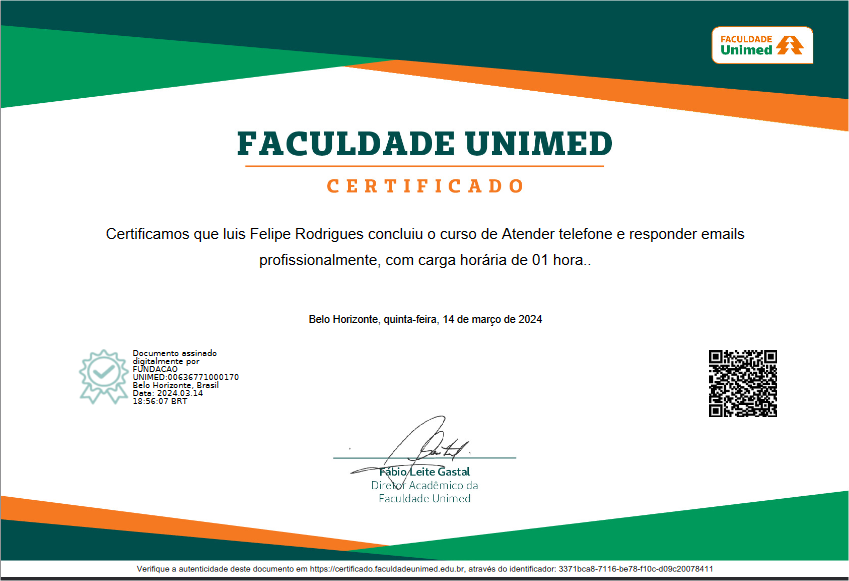 FACULDADE
Unimed
FACULDADE UNIMED
CERTIFICADO
Certificamos que luis Felipe Rodrigues concluiu o curso de Atender telefone e responder emails
profissionalmente, com carga horária de 01 hora..
Belo Horizonte, quinta-feira, 14 de março de 2024
Documento assinado
digitalmente por
FUNDACAO
UNIMED:00636771000170
Belo Horizonte, Brasil
Data: 2024.03.14
18:56:07 BRT
Fábio Leite Gastal
Diretor Acadêmico da
Faculdade Unimed
Verifique a autenticidade deste documento em https://certificado.faculdadeunimed.edu.br, através do identificador: 3371bca8-7116-be78-f10c-d09c20078411